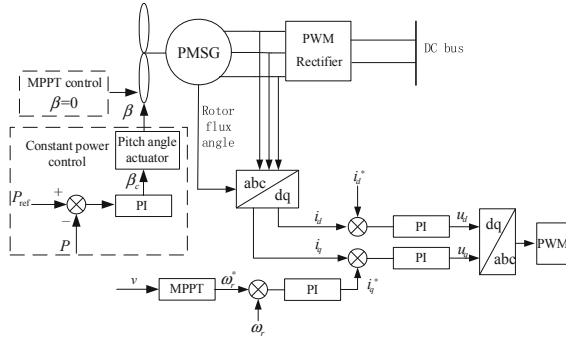 PMSG
PWM
Rectifier
DC bus
MPPT control
β=0
β
Constant power
control
Pitch angle
actuator
β_c
P_ref
+
−
P
PI
Rotor
flux
angle
abc
dq
i_d^*
i_d
PI
u_d
i_q
PI
u_q
dq
abc
PWM
v
MPPT
ω_r^*
PI
i_q^*
ω_r